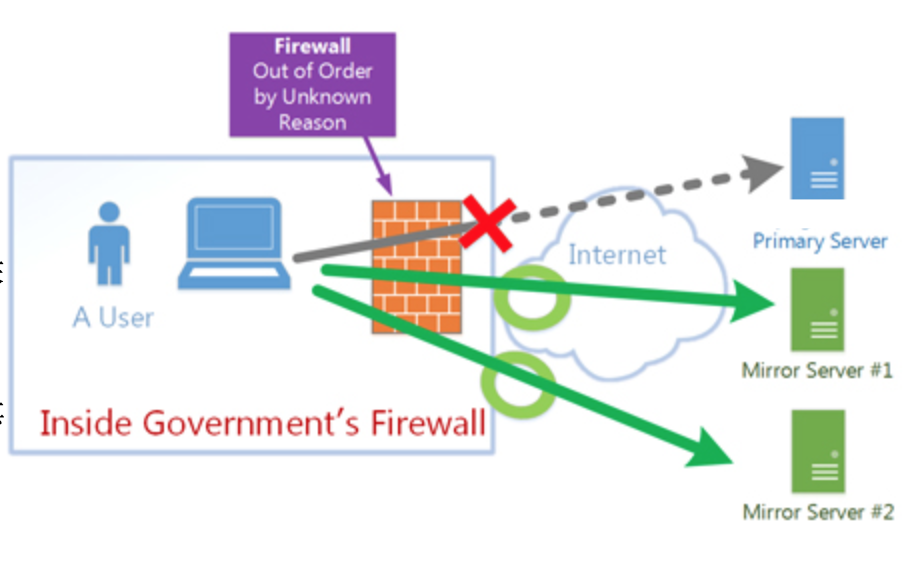 Firewall
Out of Order
by Unknown
Reason
Internet
Primary Server
A User
Mirror Server #1
Inside Government's Firewall
Mirror Server #2